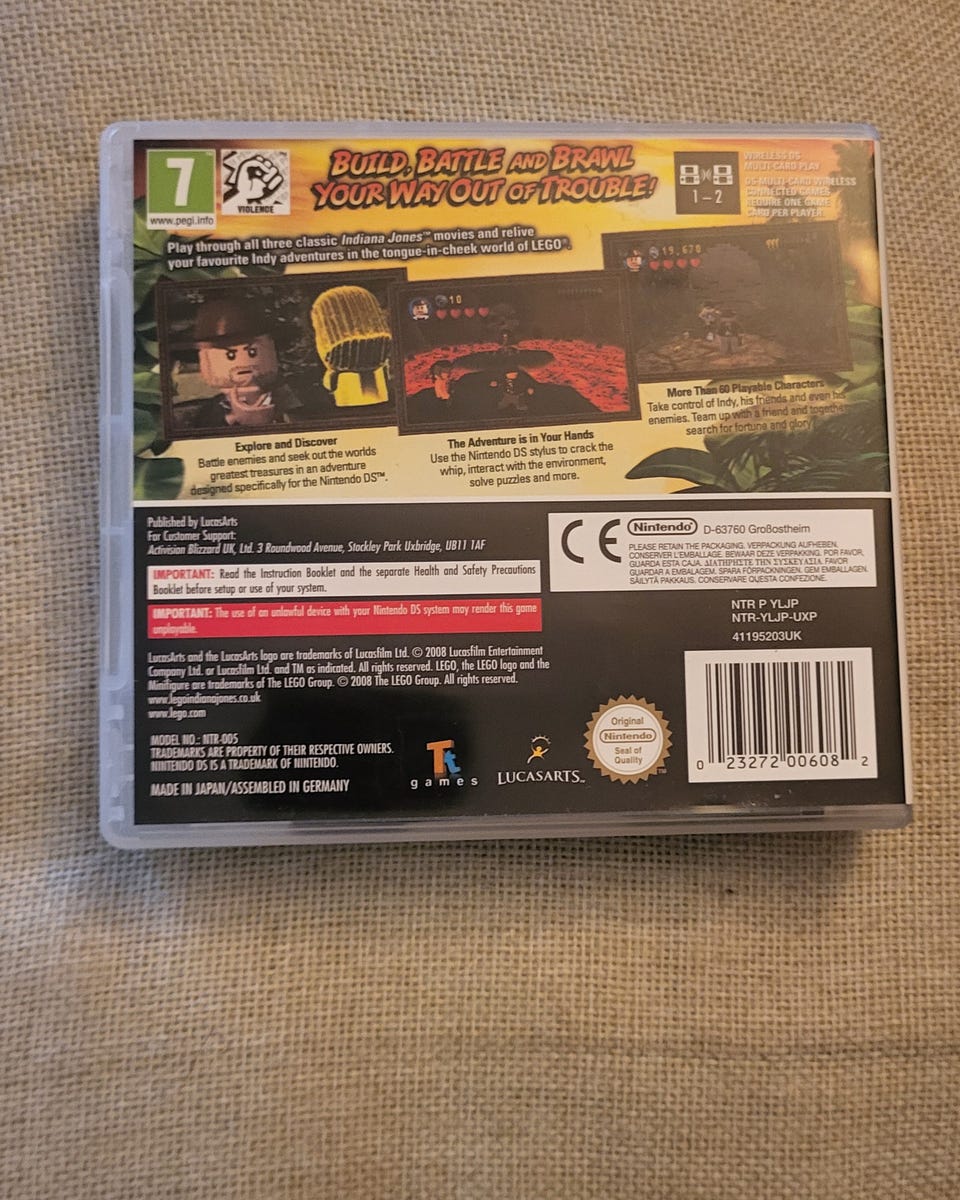 7
www.pegi.info
VIOLENCE
BUILD, BATTLE AND BRAWL
YOUR WAY OUT OF TROUBLE!
1-2
WIRELESS DS
MULTI-CARD PLAY
DS MULTI-CARD WIRELESS
CONNECTED GAMES
REQUIRE ONE GAME
CARD PER PLAYER
Play through all three classic Indiana Jones™ movies and relive
your favourite Indy adventures in the tongue-in-cheek world of LEGO®.
10
19,670
Explore and Discover
Battle enemies and seek out the worlds
greatest treasures in an adventure
designed specifically for the Nintendo DS™.
The Adventure is in Your Hands
Use the Nintendo DS stylus to crack the
whip, interact with the environment,
solve puzzles and more.
More Than 60 Playable Characters
Take control of Indy, his friends and even his
enemies. Team up with a friend and together
search for fortune and glory!
Published by LucasArts
For Customer Support:
Activision Blizzard UK, Ltd. 3 Roundwood Avenue, Stockley Park Uxbridge, UB11 1AF
IMPORTANT: Read the Instruction Booklet and the separate Health and Safety Precautions
Booklet before setup or use of your system.
IMPORTANT: The use of an unlawful device with your Nintendo DS system may render this game
unplayable.
LucasArts and the LucasArts logo are trademarks of Lucasfilm Ltd. © 2008 Lucasfilm Entertainment
Company Ltd. or Lucasfilm Ltd. and TM as indicated. All rights reserved. LEGO, the LEGO logo and the
Minifigure are trademarks of The LEGO Group. © 2008 The LEGO Group. All rights reserved.
www.legoindianajones.co.uk
www.lego.com
MODEL NO.: NTR-005
TRADEMARKS ARE PROPERTY OF THEIR RESPECTIVE OWNERS.
NINTENDO DS IS A TRADEMARK OF NINTENDO.
MADE IN JAPAN/ASSEMBLED IN GERMANY
Tt
games
LUCASARTS™
Original
Nintendo
Seal of
Quality
TM
CE
Nintendo® D-63760 Großostheim
PLEASE RETAIN THE PACKAGING. VERPACKUNG AUFHEBEN.
CONSERVER L'EMBALLAGE. BEWAAR DEZE VERPAKKING. POR FAVOR,
GUARDA ESTA CAJA. ΔΙΑΤΗΡΗΣΤΕ ΤΗΝ ΣΥΣΚΕΥΑΣΙΑ. FAVOR
GUARDAR A EMBALAGEM. SPARA FÖRPACKNINGEN. GEM EMBALLAGEN.
SÄILYTÄ PAKKAUS. CONSERVARE QUESTA CONFEZIONE.
NTR P YLJP
NTR-YLJP-UXP
41195203UK
0 23272 00608 2